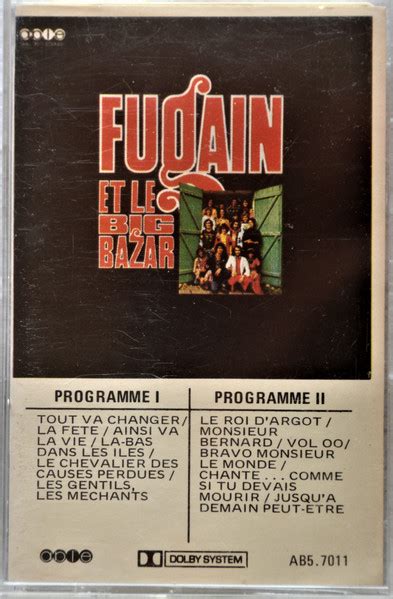 opie
FUGAIN
ET LE
BIG
BAZAR
PROGRAMME I
TOUT VA CHANGER/
LA FETE / AINSI VA
LA VIE / LA-BAS
DANS LES ILES /
LE CHEVALIER DES
CAUSES PERDUES /
LES GENTILS,
LES MECHANTS
PROGRAMME II
LE ROI D'ARGOT /
MONSIEUR
BERNARD / VOL OO/
BRAVO MONSIEUR
LE MONDE /
CHANTE ... COMME
SI TU DEVAIS
MOURIR / JUSQU'A
DEMAIN PEUT-ETRE
opie
DOLBY SYSTEM
AB5.7011